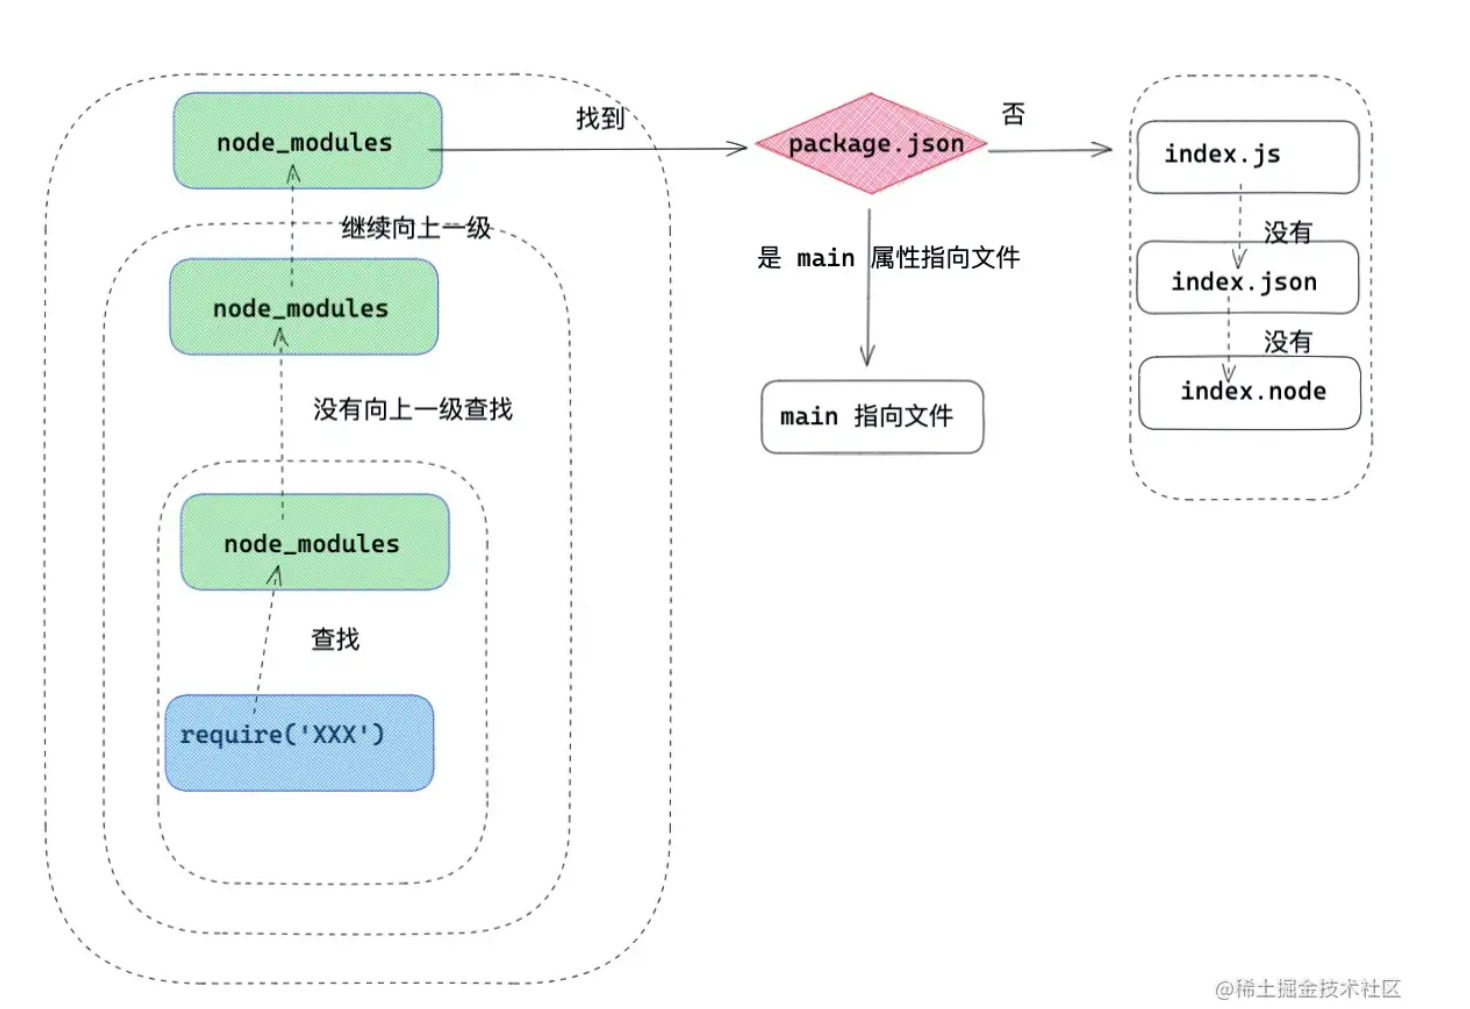 node_modules
找到
package.json
否
index.js
继续向上一级
没有
node_modules
是 main 属性指向文件
index.json
没有
没有向上一级查找
main 指向文件
index.node
node_modules
查找
require('XXX')
@稀土掘金技术社区